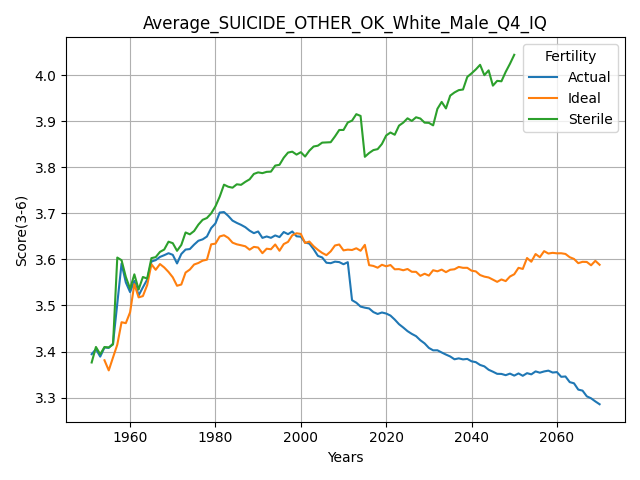 Average_SUICIDE_OTHER_OK_White_Male_Q4_IQ
Fertility
Actual
Ideal
Sterile
Score(3-6)
4.0
3.9
3.8
3.7
3.6
3.5
3.4
3.3
1960 1980 2000 2020 2040 2060
Years